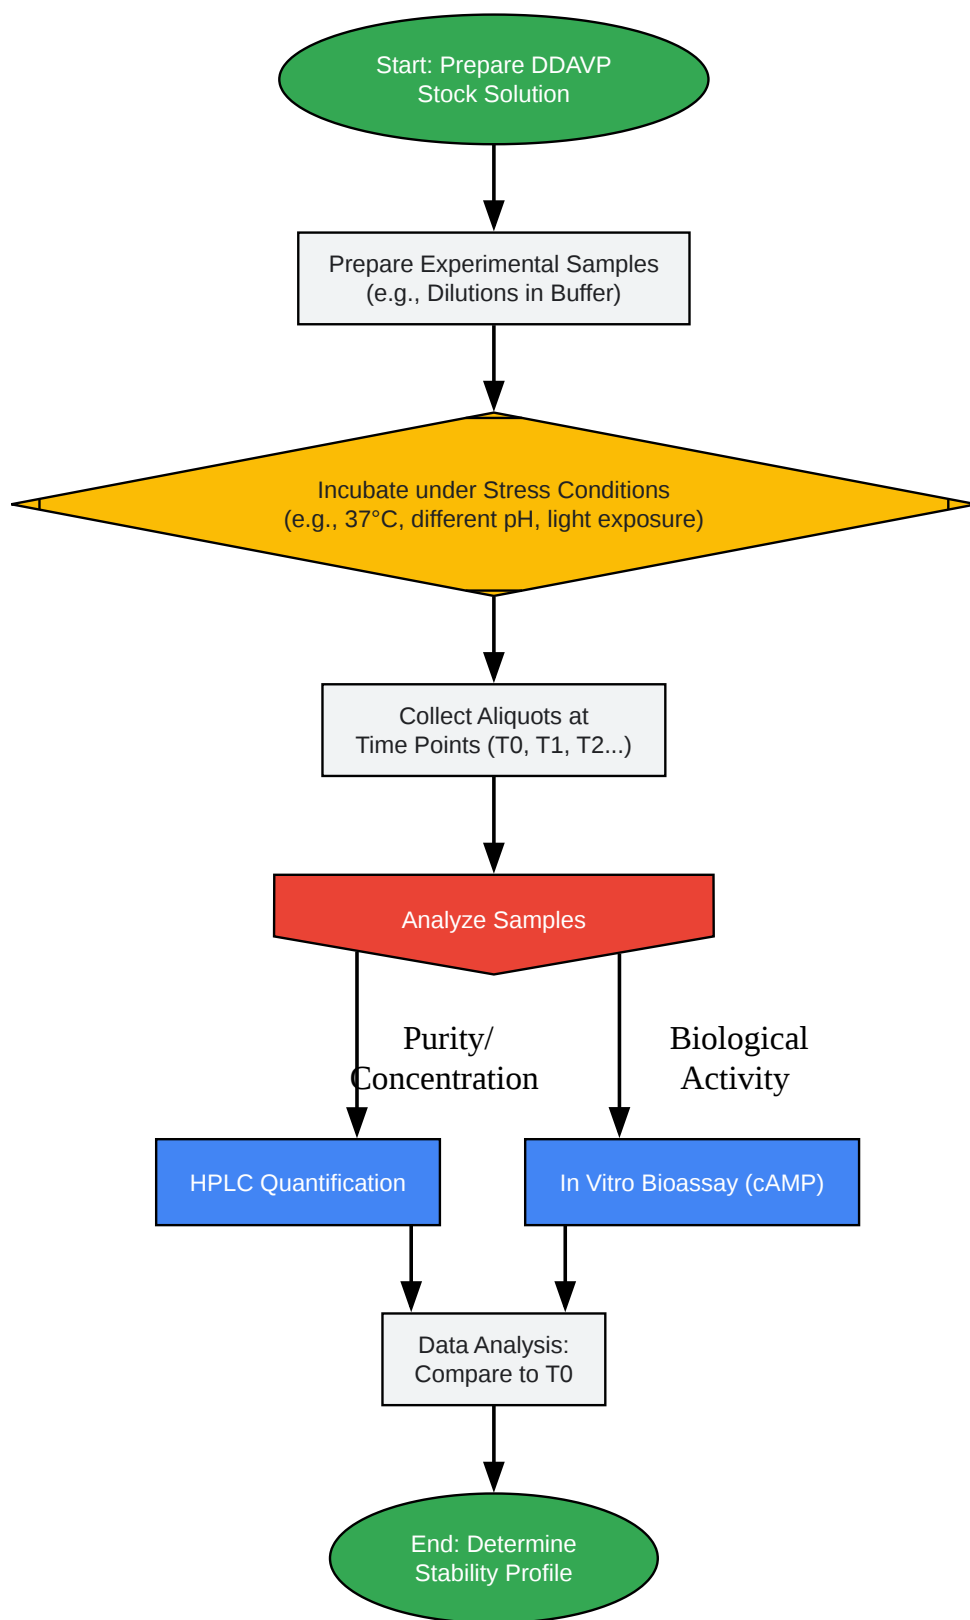 Start: Prepare DDAVP
Stock Solution
Prepare Experimental Samples
(e.g., Dilutions in Buffer)
Incubate under Stress Conditions
(e.g., 37°C, different pH, light exposure)
Collect Aliquots at
Time Points (T0, T1, T2...)
Analyze Samples
Purity/
Concentration
Biological
Activity
HPLC Quantification
In Vitro Bioassay (cAMP)
Data Analysis:
Compare to T0
End: Determine
Stability Profile